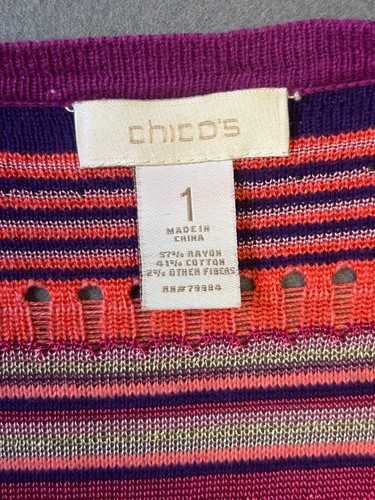 chico's
1
MADE IN
CHINA
57% RAYON
41% COTTON
2% OTHER FIBERS
RN#79984